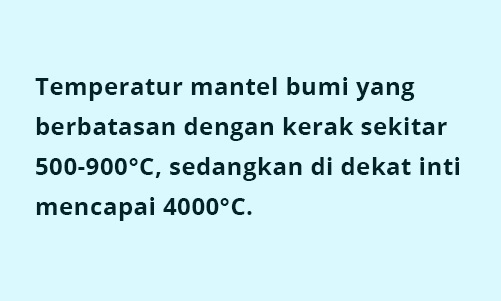 Temperatur mantel bumi yang
berbatasan dengan kerak sekitar
500-900°C, sedangkan di dekat inti
mencapai 4000°C.